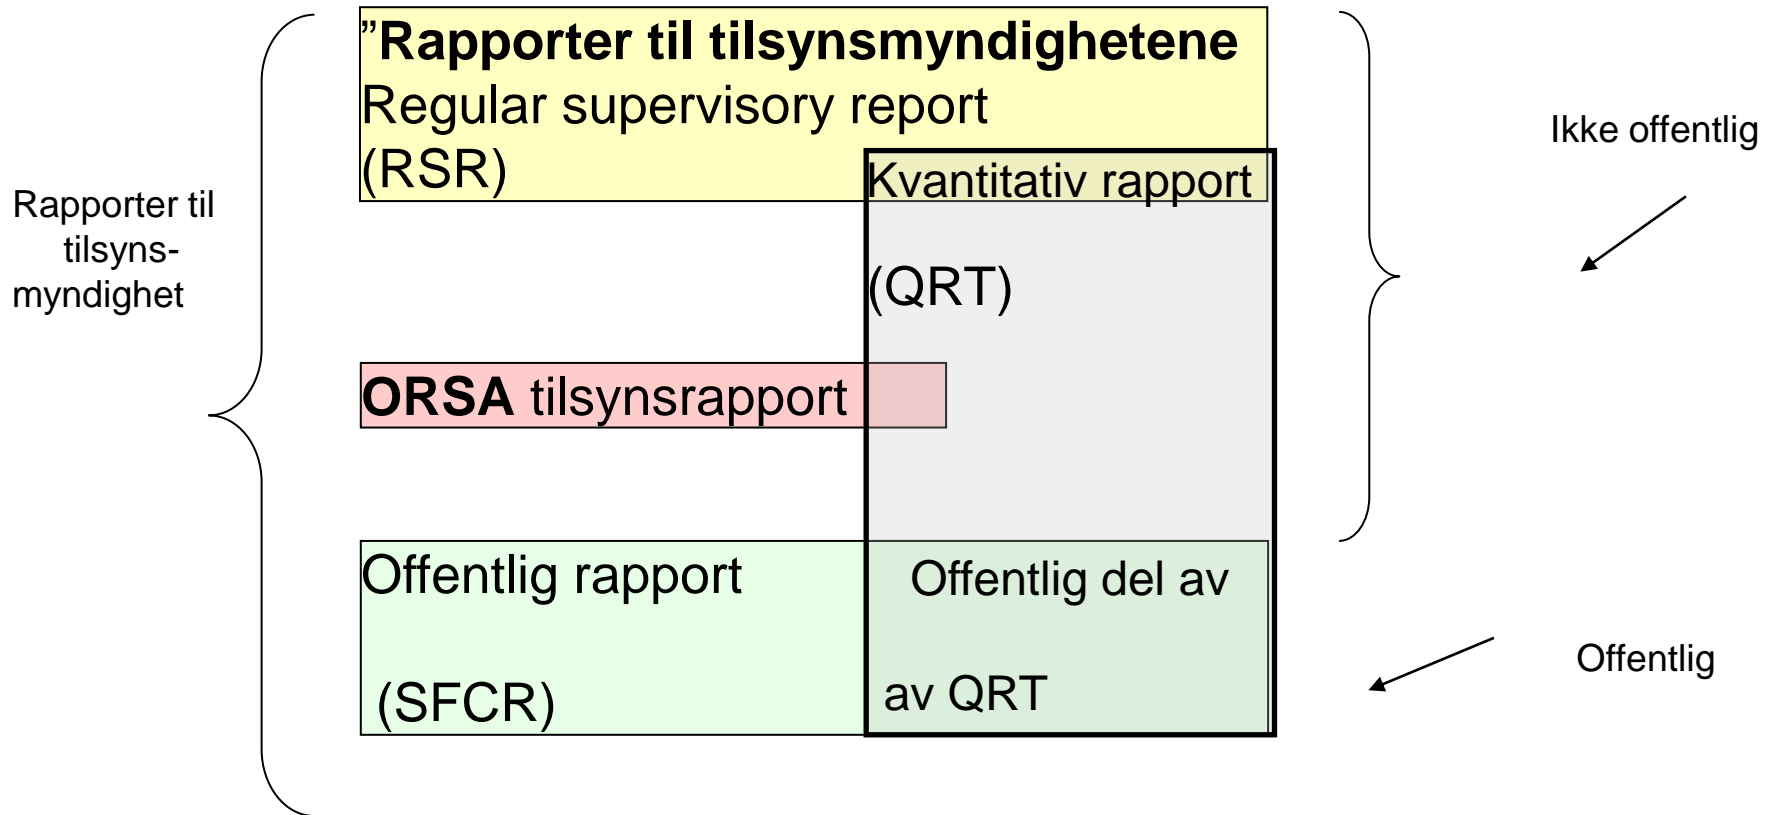 Rapporter til
tilsyns-
myndighet
”Rapporter til tilsynsmyndighetene
Regular supervisory report
(RSR)
Kvantitativ rapport
(QRT)
ORSA tilsynsrapport
Offentlig rapport
(SFCR)
Offentlig del av
av QRT
Ikke offentlig
Offentlig